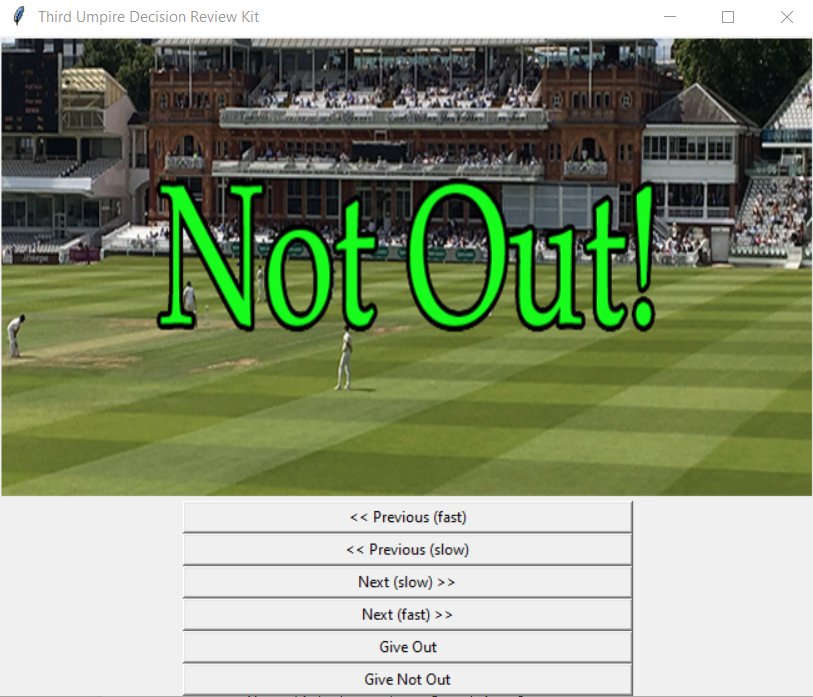 Third Umpire Decision Review Kit
Not Out!
<< Previous (fast)
<< Previous (slow)
Next (slow) >>
Next (fast) >>
Give Out
Give Not Out